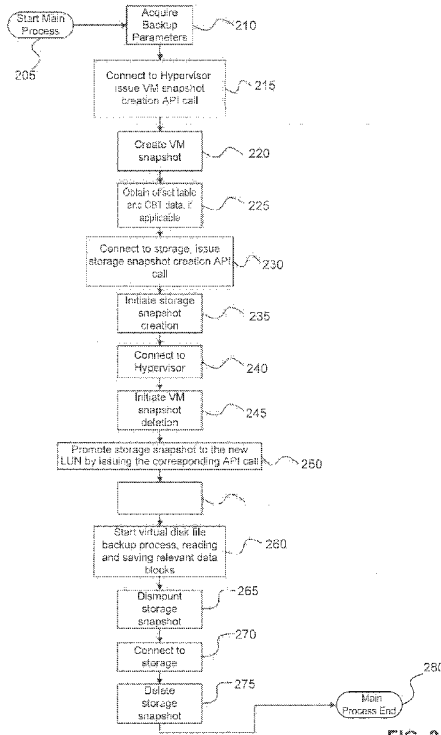 Start Main
Process
205
Acquire
Backup
Parameters
210
Connect to Hypervisor
issue VM snapshot
creation API call
215
Create VM
snapshot
220
Obtain offset table
and CBT data, if
applicable
225
Connect to storage, issue
storage snapshot creation API
call
230
Initiate storage
snapshot
creation
235
Connect to
Hypervisor
240
Initiate VM
snapshot
deletion
245
Promote storage snapshot to the new
LUN by issuing the corresponding API call
260
Start virtual disk file
backup process, reading
and saving relevant data
blocks
260
Dismount
storage
snapshot
265
Connect to
storage
270
Delete
storage
snapshot
275
Main
Process End
280